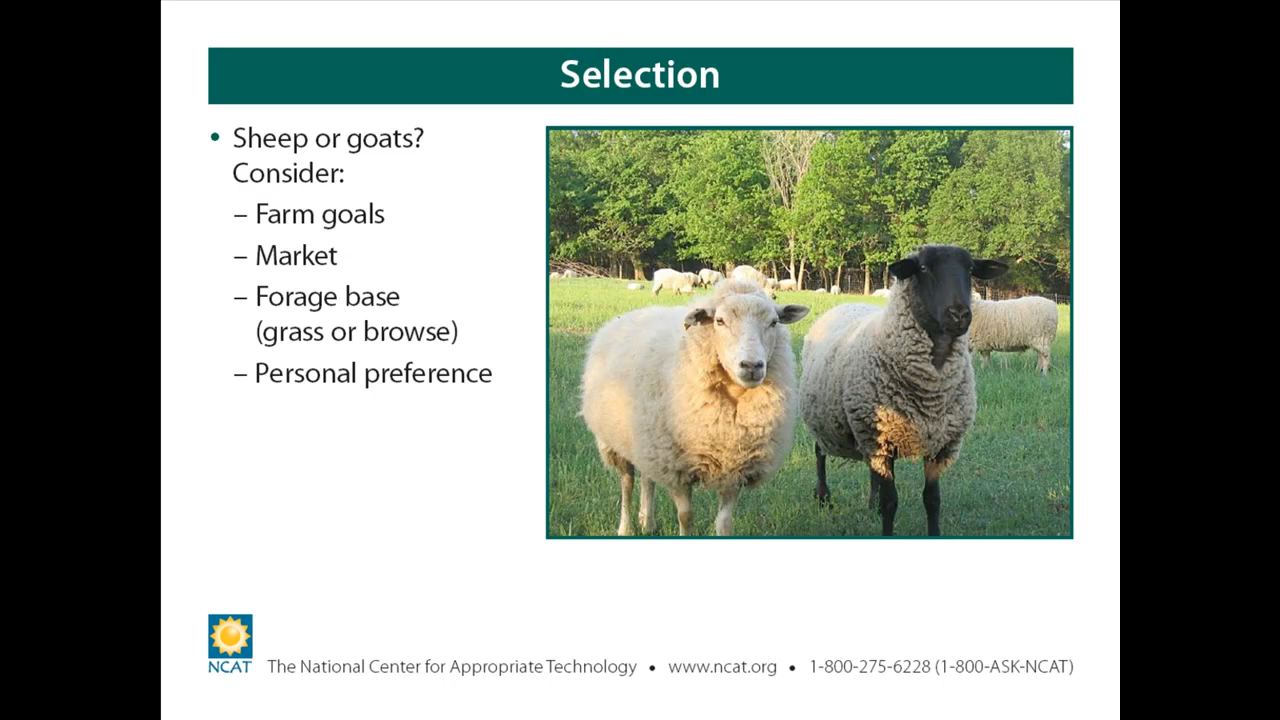 Selection
• Sheep or goats?
Consider:
– Farm goals
– Market
– Forage base
(grass or browse)
– Personal preference
NCAT
The National Center for Appropriate Technology • www.ncat.org • 1-800-275-6228 (1-800-ASK-NCAT)